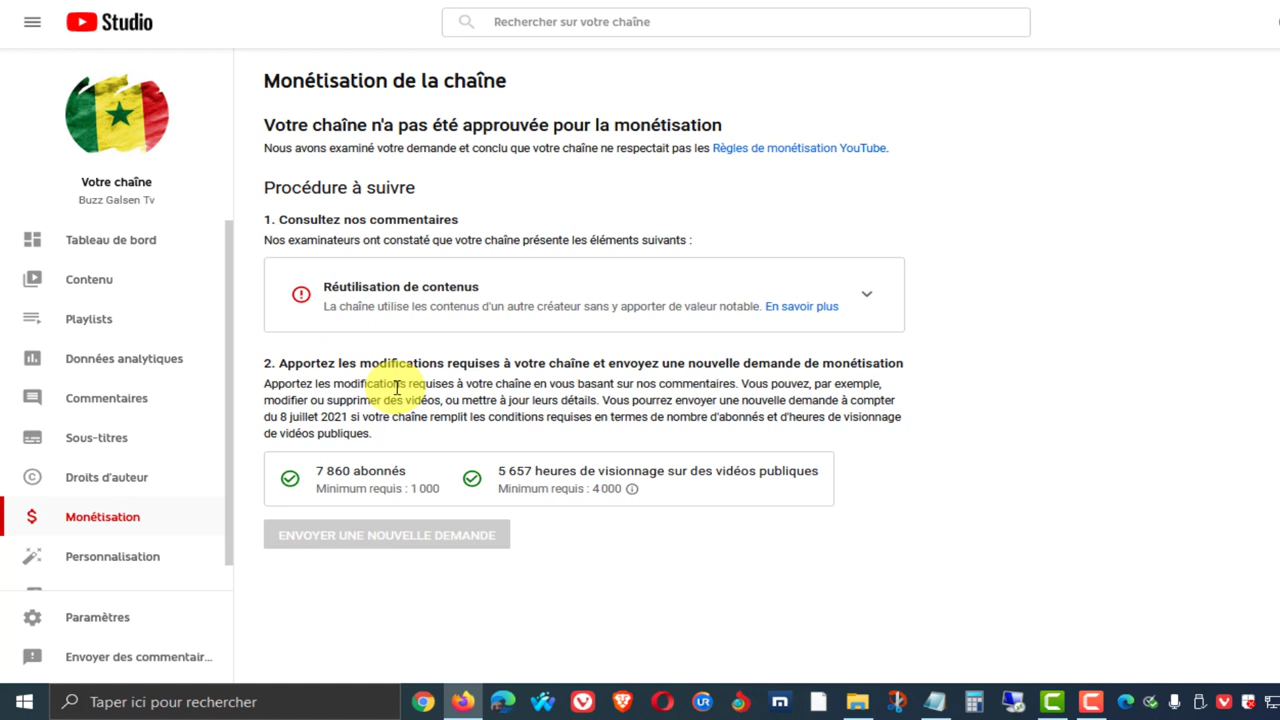 Studio
Rechercher sur votre chaîne
Votre chaîne
Buzz Galsen Tv
Tableau de bord
Contenu
Playlists
Données analytiques
Commentaires
Sous-titres
Droits d'auteur
Monétisation
Personnalisation
Paramètres
Envoyer des commentair...
Monétisation de la chaîne
Votre chaîne n'a pas été approuvée pour la monétisation
Nous avons examiné votre demande et conclu que votre chaîne ne respectait pas les Règles de monétisation YouTube.
Procédure à suivre
1. Consultez nos commentaires
Nos examinateurs ont constaté que votre chaîne présente les éléments suivants :
Réutilisation de contenus
La chaîne utilise les contenus d'un autre créateur sans y apporter de valeur notable. En savoir plus
2. Apportez les modifications requises à votre chaîne et envoyez une nouvelle demande de monétisation
Apportez les modifications requises à votre chaîne en vous basant sur nos commentaires. Vous pouvez, par exemple,
modifier ou supprimer des vidéos, ou mettre à jour leurs détails. Vous pourrez envoyer une nouvelle demande à compter
du 8 juillet 2021 si votre chaîne remplit les conditions requises en termes de nombre d'abonnés et d'heures de visionnage
de vidéos publiques.
7 860 abonnés
Minimum requis : 1 000
5 657 heures de visionnage sur des vidéos publiques
Minimum requis : 4 000
ENVOYER UNE NOUVELLE DEMANDE
Taper ici pour rechercher